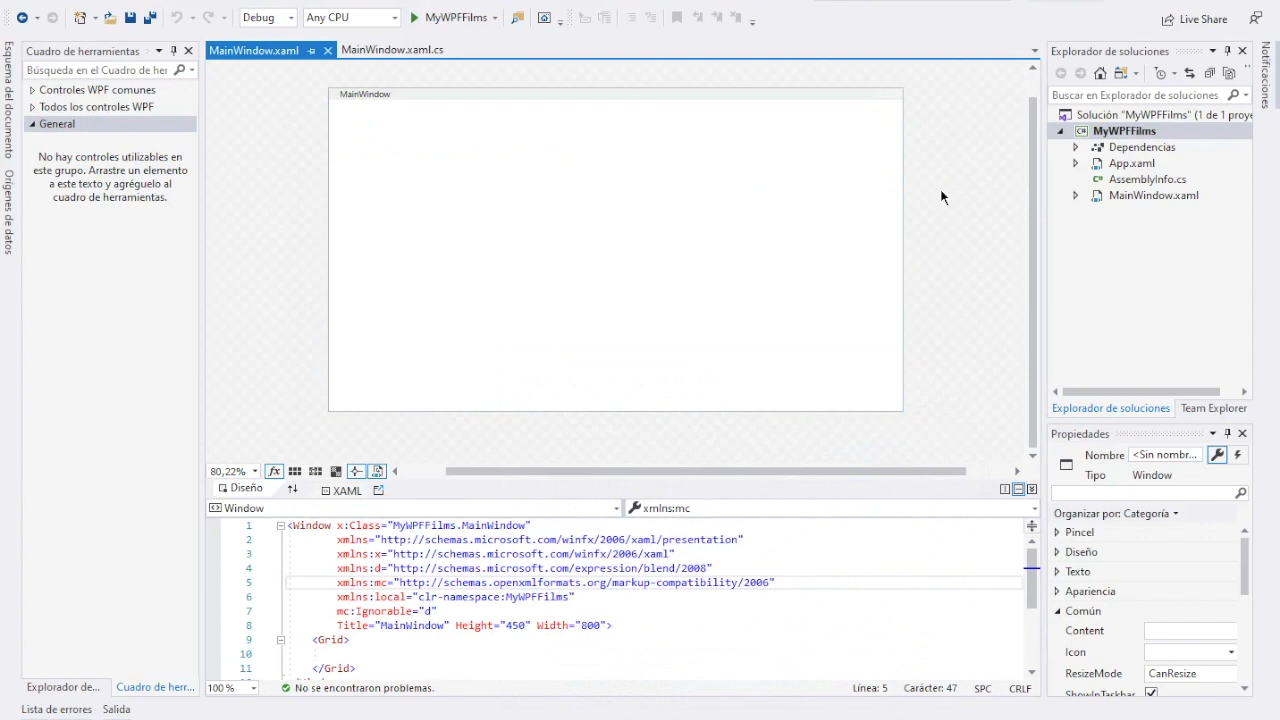 Debug
Any CPU
MyWPFFilms
Live Share
Esquema del documento
Orígenes de datos
Cuadro de herramientas
Búsqueda en el Cuadro de her
Controles WPF comunes
Todos los controles WPF
General
No hay controles utilizables en
este grupo. Arrastre un elemento
a este texto y agréguelo al
cuadro de herramientas.
Explorador de...
Cuadro de herr...
MainWindow.xaml
MainWindow.xaml.cs
MainWindow
80,22%
fx
Diseño
XAML
Window
xmlns:mc
1 <Window x:Class="MyWPFFilms.MainWindow"
2 xmlns="http://schemas.microsoft.com/winfx/2006/xaml/presentation"
3 xmlns:x="http://schemas.microsoft.com/winfx/2006/xaml"
4 xmlns:d="http://schemas.microsoft.com/expression/blend/2008"
5 xmlns:mc="http://schemas.openxmlformats.org/markup-compatibility/2006"
6 xmlns:local="clr-namespace:MyWPFFilms"
7 mc:Ignorable="d"
8 Title="MainWindow" Height="450" Width="800">
9 <Grid>
10
11 </Grid>
100 %
No se encontraron problemas.
Línea: 5
Carácter: 47
SPC
CRLF
Explorador de soluciones
Buscar en Explorador de soluciones
Solución "MyWPFFilms" (1 de 1 proye
C# MyWPFFilms
Dependencias
App.xaml
C# AssemblyInfo.cs
MainWindow.xaml
Explorador de soluciones
Team Explorer
Propiedades
Nombre <Sin nombr...
Tipo Window
Organizar por: Categoría
Pincel
Diseño
Texto
Apariencia
Común
Content
Icon
ResizeMode CanResize
ShowInTaskbar
Notificaciones
Lista de errores
Salida